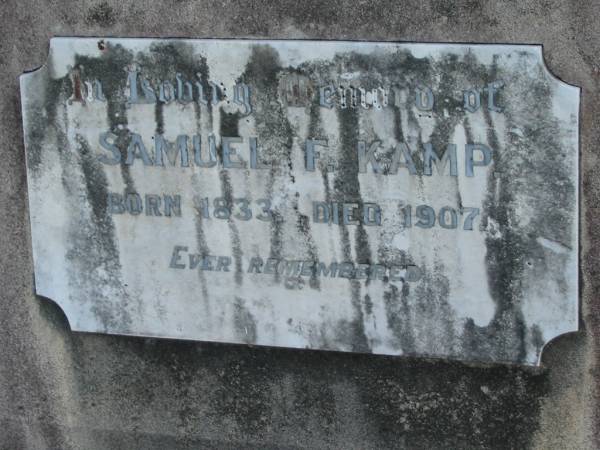 In Loving Memory of
SAMUEL F. KAMP.
BORN 1833 DIED 1907.
EVER REMEMBERED.